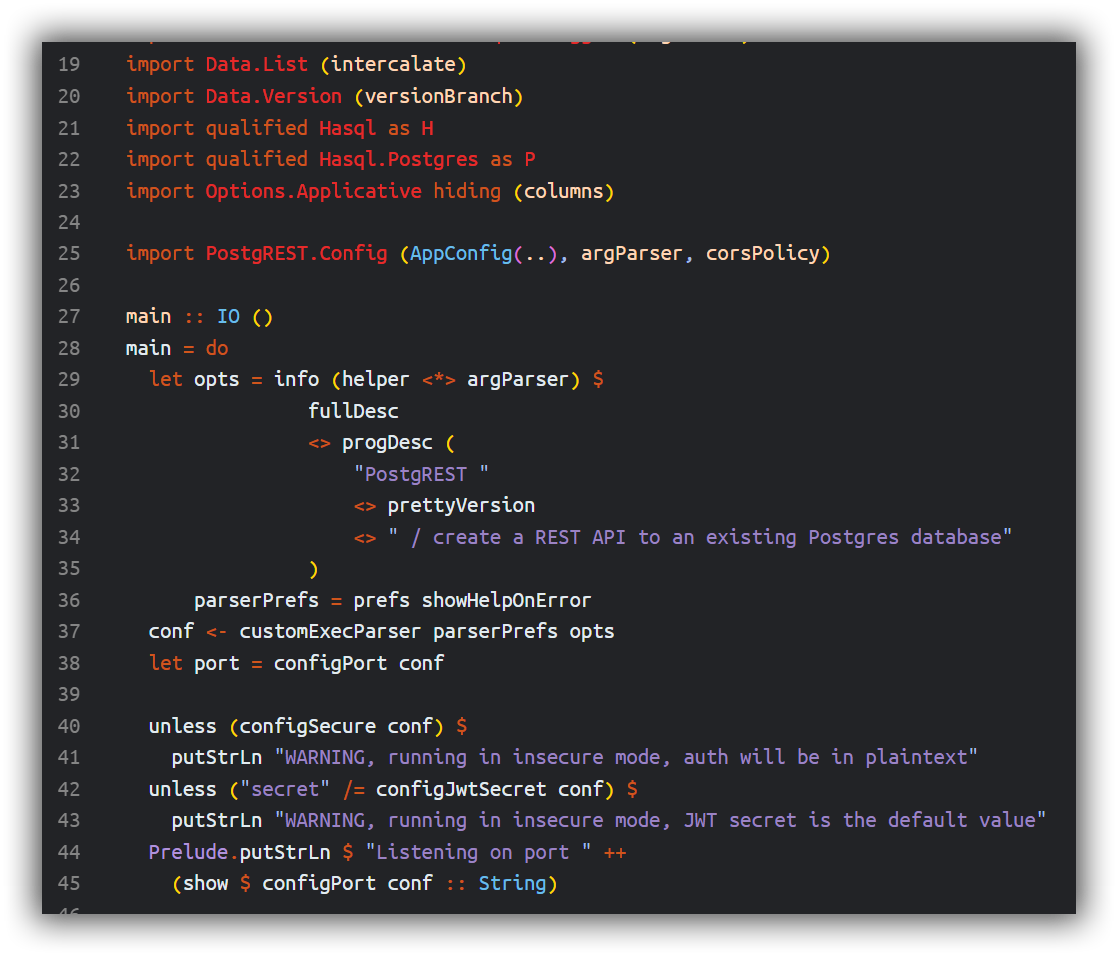 19 import Data.List (intercalate)
20 import Data.Version (versionBranch)
21 import qualified Hasql as H
22 import qualified Hasql.Postgres as P
23 import Options.Applicative hiding (columns)
24
25 import PostgREST.Config (AppConfig(..), argParser, corsPolicy)
26
27 main :: IO ()
28 main = do
29   let opts = info (helper <*> argParser) $
30                 fullDesc
31                 <> progDesc (
32                     "PostgREST "
33                     <> prettyVersion
34                     <> " / create a REST API to an existing Postgres database"
35                 )
36       parserPrefs = prefs showHelpOnError
37   conf <- customExecParser parserPrefs opts
38   let port = configPort conf
39
40   unless (configSecure conf) $
41     putStrLn "WARNING, running in insecure mode, auth will be in plaintext"
42   unless ("secret" /= configJwtSecret conf) $
43     putStrLn "WARNING, running in insecure mode, JWT secret is the default value"
44   Prelude.putStrLn $ "Listening on port " ++
45     (show $ configPort conf :: String)